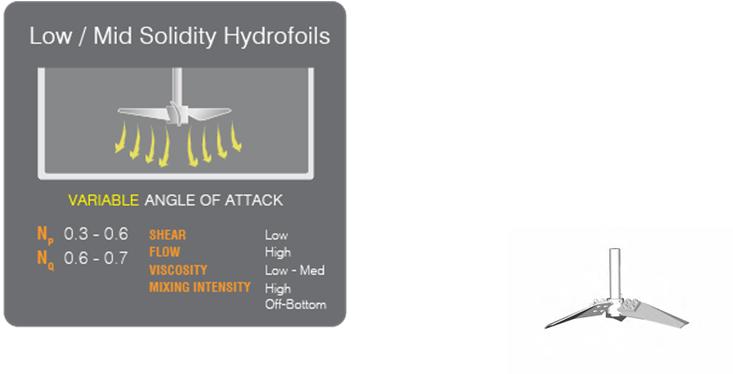 Low / Mid Solidity Hydrofoils
VARIABLE ANGLE OF ATTACK
NP 0.3 - 0.6
NQ 0.6 - 0.7
SHEAR Low
FLOW High
VISCOSITY Low - Med
MIXING INTENSITY High
Off-Bottom